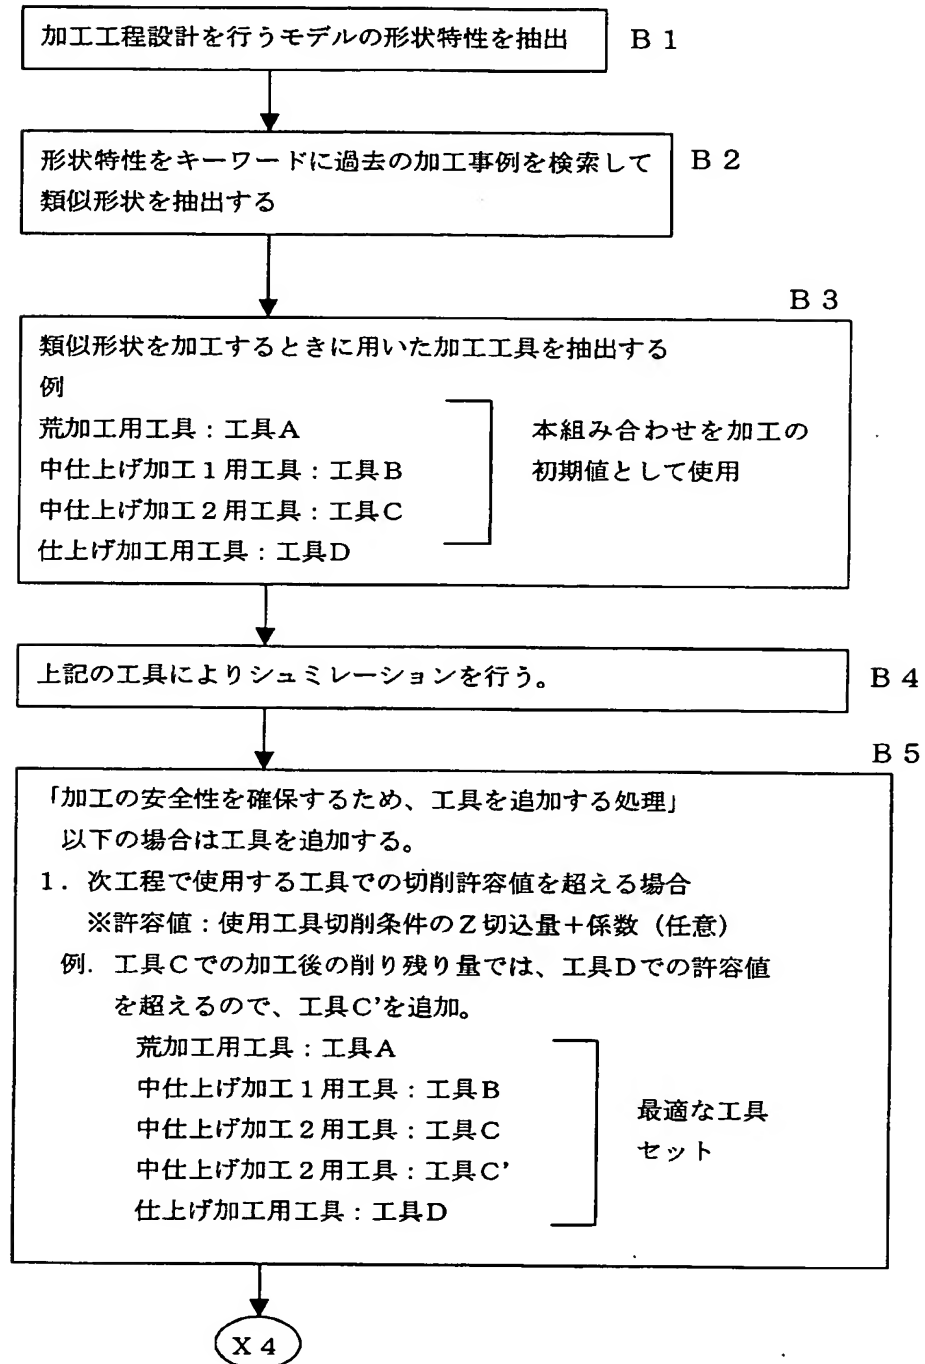 加工工程設計を行うモデルの形状特性を抽出
B1
形状特性をキーワードに過去の加工事例を検索して
B2
類似形状を抽出する
B3
類似形状を加工するときに用いた加工工具を抽出する
例
荒加工用工具：工具A
中仕上げ加工1用工具：工具B
中仕上げ加工2用工具：工具C
仕上げ加工用工具：工具D
本組み合わせを加工の
初期値として使用
上記の工具によりシュミレーションを行う。
B4
B5
「加工の安全性を確保するため、工具を追加する処理」
以下の場合は工具を追加する。
1．次工程で使用する工具での切削許容値を超える場合
※許容値：使用工具切削条件のZ切込量＋係数（任意）
例．工具Cでの加工後の削り残り量では、工具Dでの許容値
を超えるので、工具C'を追加。
荒加工用工具：工具A
中仕上げ加工1用工具：工具B
中仕上げ加工2用工具：工具C
中仕上げ加工2用工具：工具C'
仕上げ加工用工具：工具D
最適な工具
セット
X4